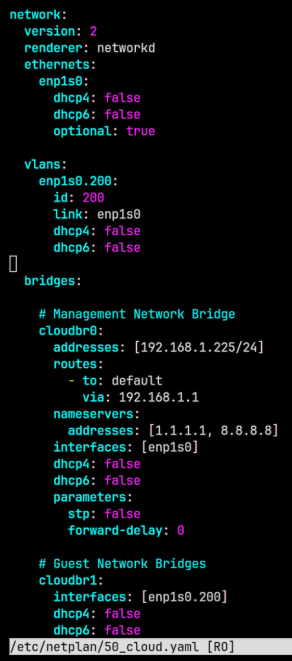 network:
  version: 2
  renderer: networkd
  ethernets:
    enp1s0:
      dhcp4: false
      dhcp6: false
      optional: true

  vlans:
    enp1s0.200:
      id: 200
      link: enp1s0
      dhcp4: false
      dhcp6: false

  bridges:

    # Management Network Bridge
    cloudbr0:
      addresses: [192.168.1.225/24]
      routes:
        - to: default
          via: 192.168.1.1
      nameservers:
        addresses: [1.1.1.1, 8.8.8.8]
      interfaces: [enp1s0]
      dhcp4: false
      dhcp6: false
      parameters:
        stp: false
        forward-delay: 0

    # Guest Network Bridges
    cloudbr1:
      interfaces: [enp1s0.200]
      dhcp4: false
      dhcp6: false
/etc/netplan/50_cloud.yaml [RO]